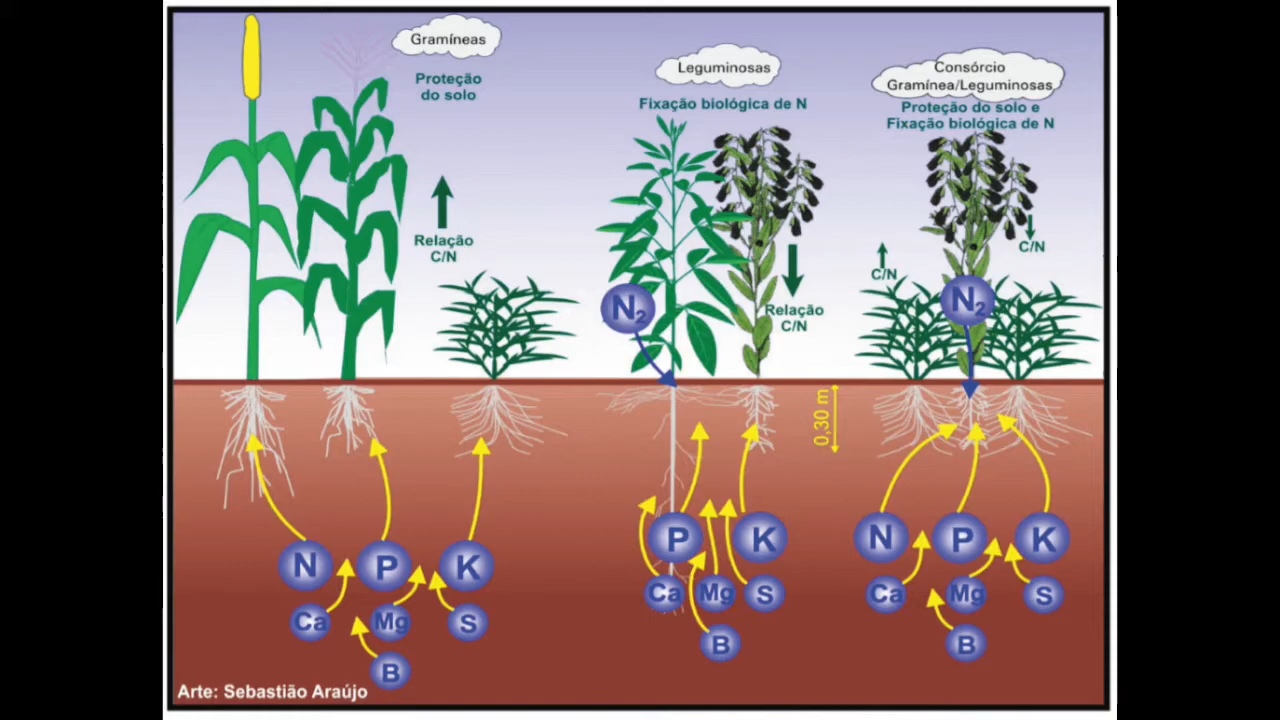 Gramíneas
Proteção
do solo
Relação
C/N
Leguminosas
Fixação biológica de N
N₂
Relação
C/N
Consórcio
Gramínea/Leguminosas
Proteção do solo e
Fixação biológica de N
C/N
C/N
N₂
0,30 m
N P K
Ca Mg S
B
P K
Ca Mg S
B
N P K
Ca Mg S
B
Arte: Sebastião Araújo